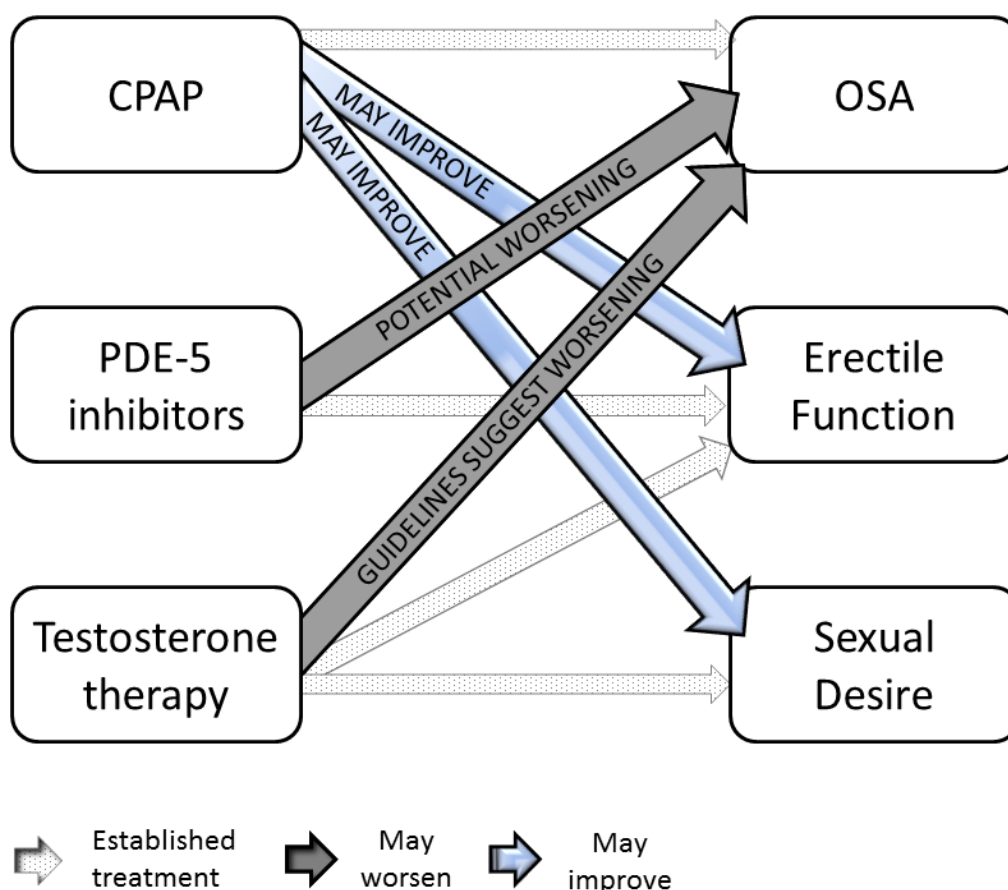 CPAP
OSA
MAY IMPROVE
MAY IMPROVE
POTENTIAL WORSENING
GUIDELINES SUGGEST WORSENING
PDE-5
inhibitors
Erectile
Function
Testosterone
therapy
Sexual
Desire
Established
treatment
May
worsen
May
improve